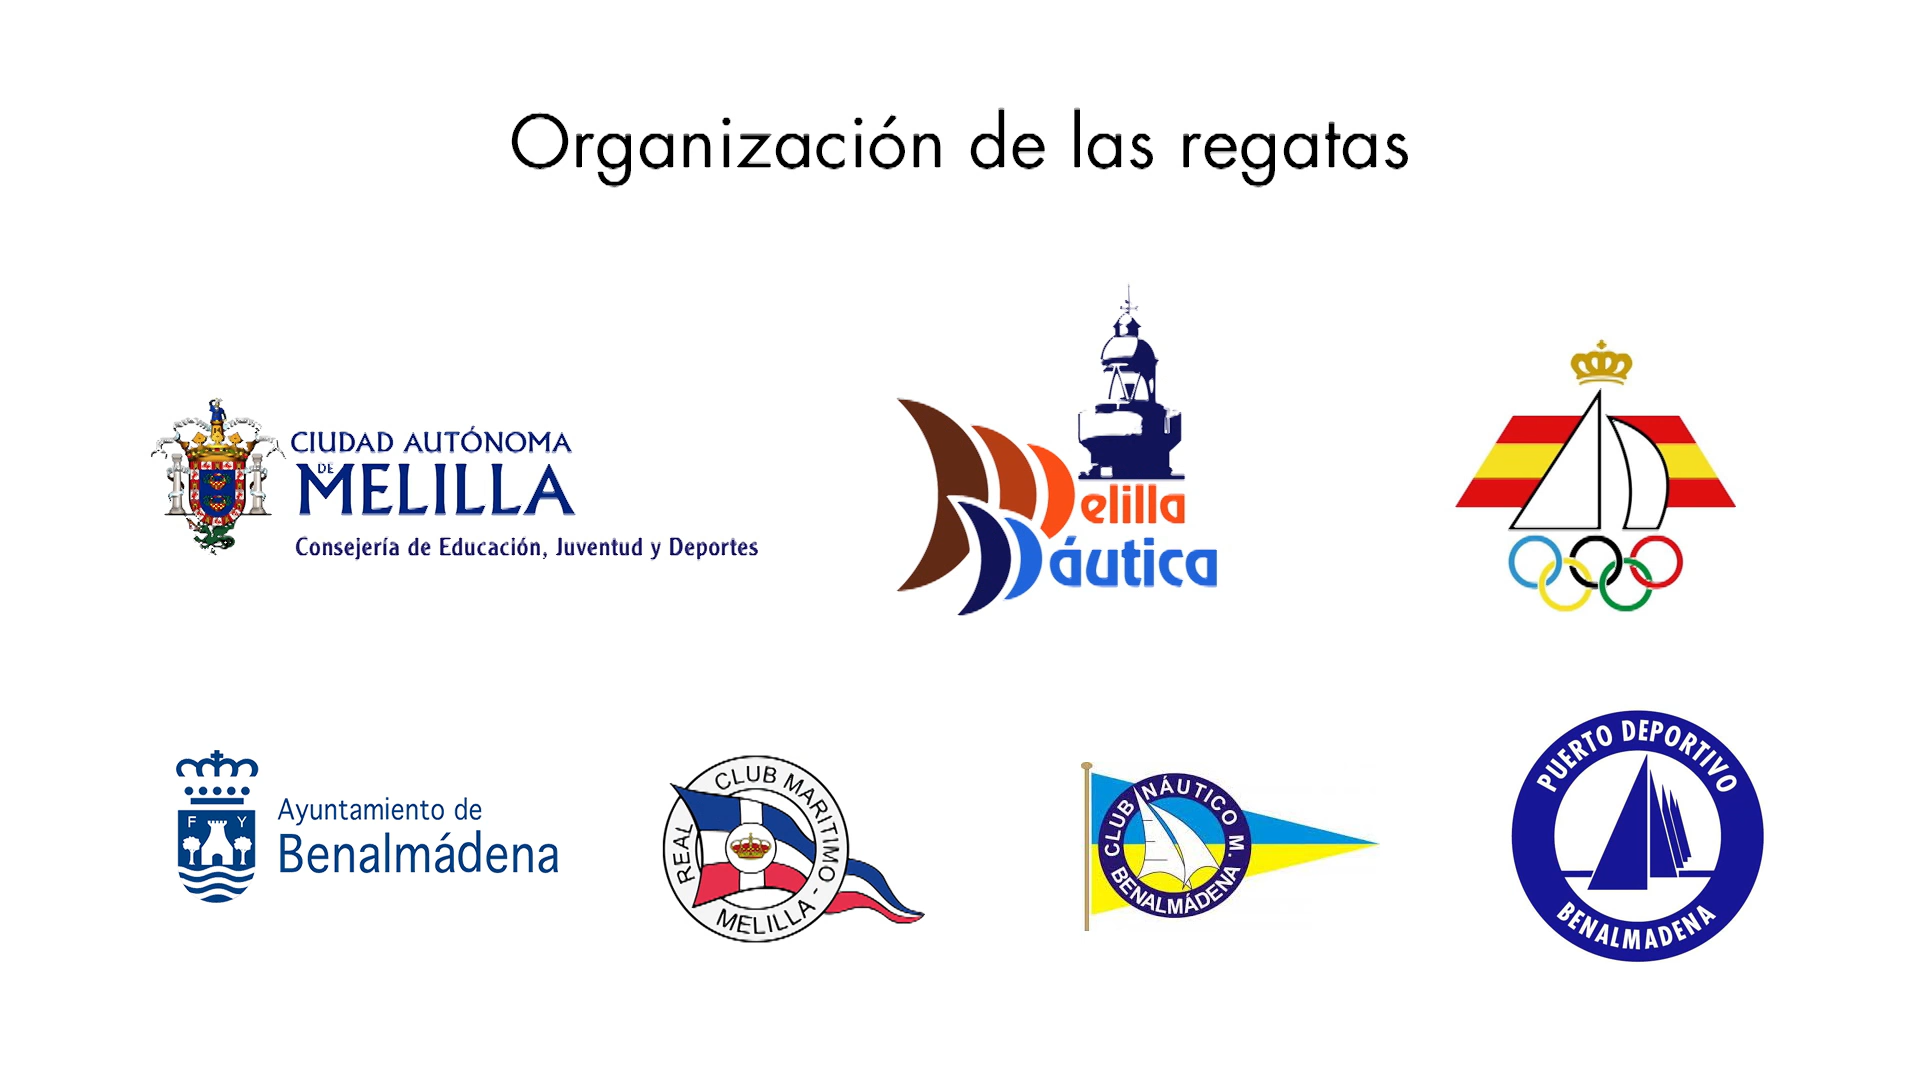 Organización de las regatas
CIUDAD AUTÓNOMA
DE
MELILLA
Consejería de Educación, Juventud y Deportes
elilla
áutica
F Y
Ayuntamiento de
Benalmádena
REAL CLUB MARITIMO -
MELILLA
CLUB NÁUTICO M.
BENALMÁDENA
PUERTO DEPORTIVO
BENALMADENA